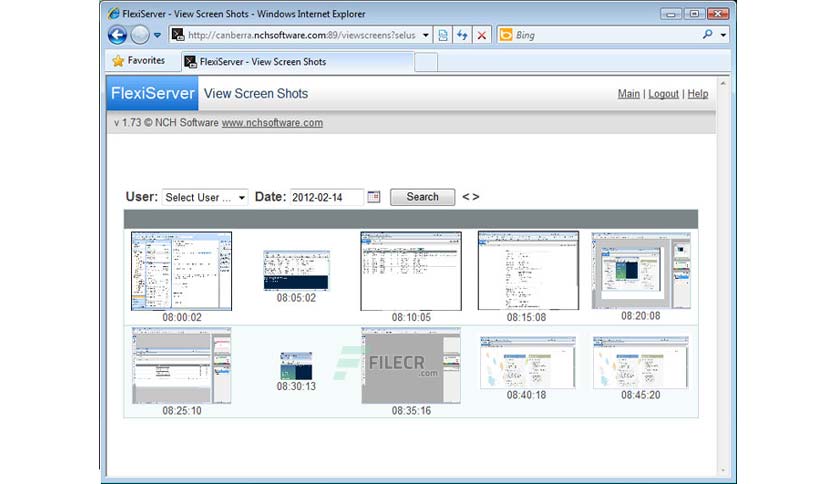 FlexiServer - View Screen Shots - Windows Internet Explorer
http://canberra.nchsoftware.com:89/viewscreens?selus
Bing
Favorites
FlexiServer - View Screen Shots
FlexiServer View Screen Shots
Main | Logout | Help
v 1.73 © NCH Software www.nchsoftware.com
User: Select User ... Date: 2012-02-14 Search < >
08:00:02 08:05:02 08:10:05 08:15:08 08:20:08
FILECR
.com
08:25:10 08:30:13 08:35:16 08:40:18 08:45:20